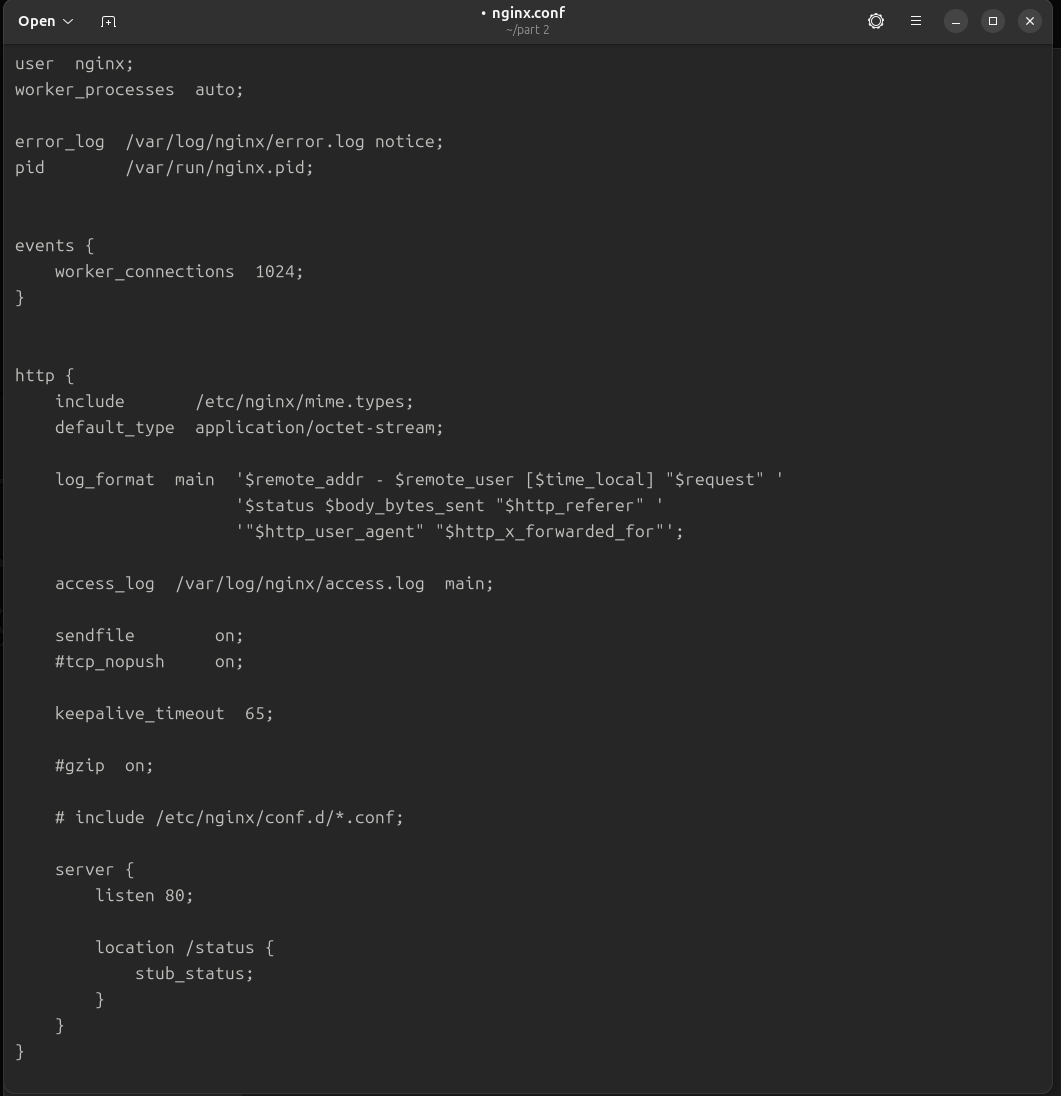 Open
• nginx.conf
~/part 2
user  nginx;
worker_processes  auto;
error_log  /var/log/nginx/error.log notice;
pid        /var/run/nginx.pid;
events {
    worker_connections  1024;
}
http {
    include       /etc/nginx/mime.types;
    default_type  application/octet-stream;
    log_format  main  '$remote_addr - $remote_user [$time_local] "$request" '
                      '$status $body_bytes_sent "$http_referer" '
                      '"$http_user_agent" "$http_x_forwarded_for"';
    access_log  /var/log/nginx/access.log  main;
    sendfile        on;
    #tcp_nopush     on;
    keepalive_timeout  65;
    #gzip  on;
    # include /etc/nginx/conf.d/*.conf;
    server {
        listen 80;
        location /status {
            stub_status;
        }
    }
}